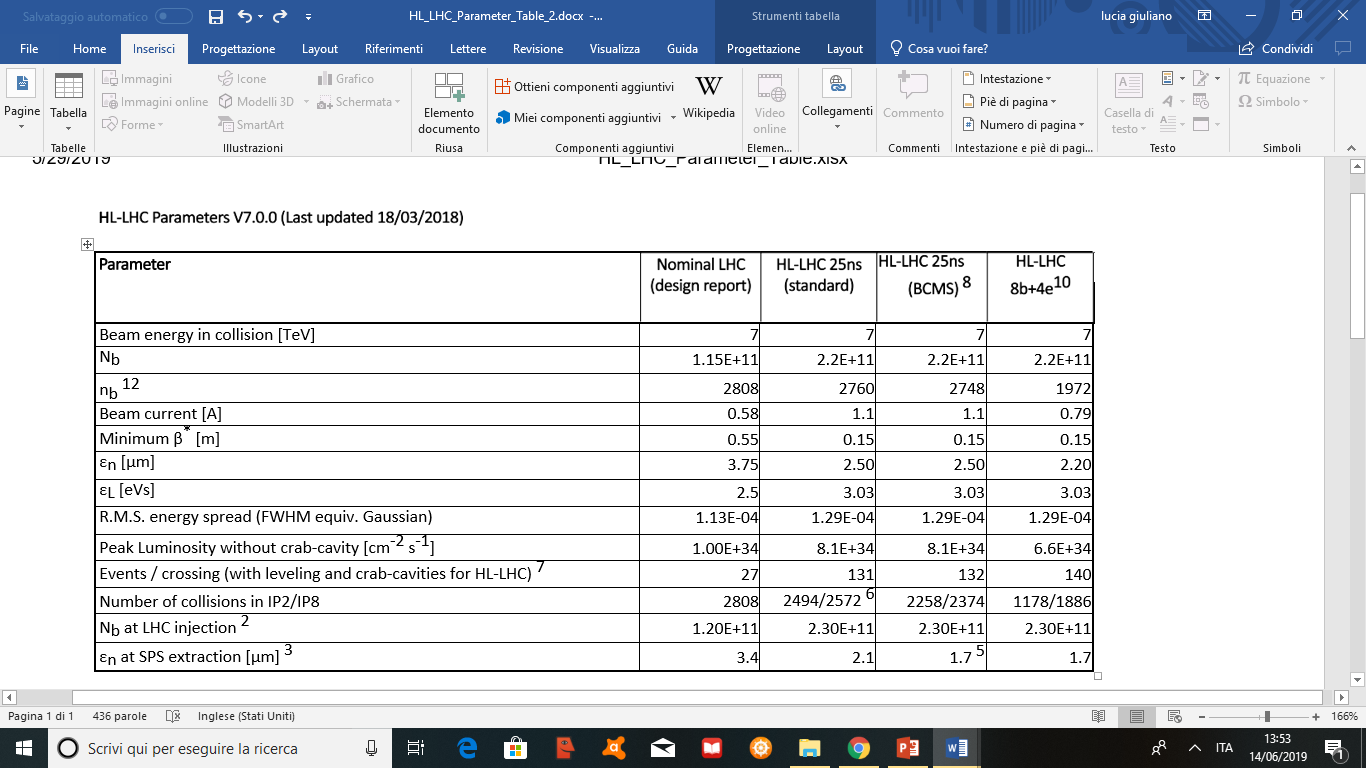 Salvataggio automatico
HL_LHC_Parameter_Table_2.docx -...
Strumenti tabella
lucia giuliano
File Home Inserisci Progettazione Layout Riferimenti Lettere Revisione Visualizza Guida Progettazione Layout Cosa vuoi fare? Condividi
Pagine
Tabella
Tabelle
Immagini
Immagini online
Forme
Icone
Modelli 3D
SmartArt
Grafico
Schermata
Illustrazioni
Elemento
documento
Riusa
Ottieni componenti aggiuntivi
Miei componenti aggiuntivi
W
Wikipedia
Componenti aggiuntivi
Video
online
Elemen...
Collegamenti
Commento
Commenti
Intestazione
Piè di pagina
Numero di pagina
Intestazione e piè di pagi...
Casella di
testo
Testo
Equazione
Simbolo
Simboli
5/29/2019 HL_LHC_Parameter_Table.xlsx
HL-LHC Parameters V7.0.0 (Last updated 18/03/2018)
Parameter Nominal LHC (design report) HL-LHC 25ns (standard) HL-LHC 25ns (BCMS) 8 HL-LHC 8b+4e10
Beam energy in collision [TeV] 7 7 7 7
Nb 1.15E+11 2.2E+11 2.2E+11 2.2E+11
nb 12 2808 2760 2748 1972
Beam current [A] 0.58 1.1 1.1 0.79
Minimum β* [m] 0.55 0.15 0.15 0.15
εn [µm] 3.75 2.50 2.50 2.20
εL [eVs] 2.5 3.03 3.03 3.03
R.M.S. energy spread (FWHM equiv. Gaussian) 1.13E-04 1.29E-04 1.29E-04 1.29E-04
Peak Luminosity without crab-cavity [cm-2 s-1] 1.00E+34 8.1E+34 8.1E+34 6.6E+34
Events / crossing (with leveling and crab-cavities for HL-LHC) 7 27 131 132 140
Number of collisions in IP2/IP8 2808 2494/2572 6 2258/2374 1178/1886
Nb at LHC injection 2 1.20E+11 2.30E+11 2.30E+11 2.30E+11
εn at SPS extraction [µm] 3 3.4 2.1 1.7 5 1.7
Pagina 1 di 1 436 parole Inglese (Stati Uniti) 166%
Scrivi qui per eseguire la ricerca
ITA
13:53
14/06/2019
1